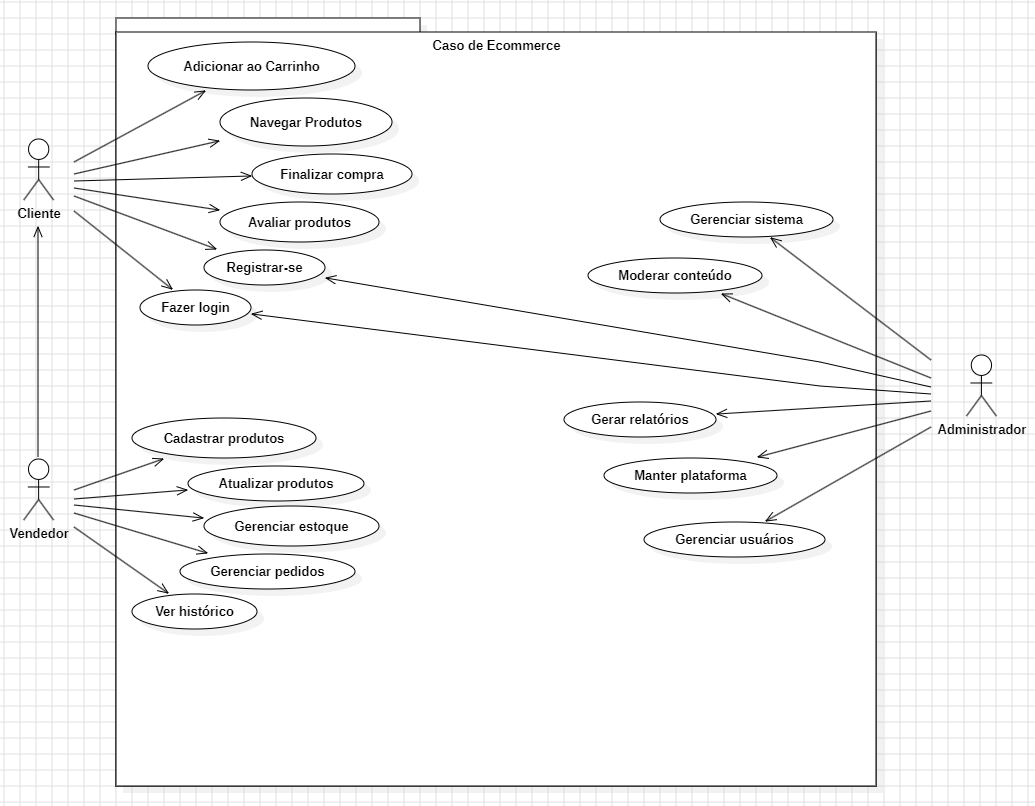 Caso de Ecommerce
Adicionar ao Carrinho
Navegar Produtos
Finalizar compra
Avaliar produtos
Registrar-se
Fazer login
Cliente
Gerenciar sistema
Moderar conteúdo
Gerar relatórios
Manter plataforma
Gerenciar usuários
Administrador
Cadastrar produtos
Atualizar produtos
Gerenciar estoque
Gerenciar pedidos
Ver histórico
Vendedor